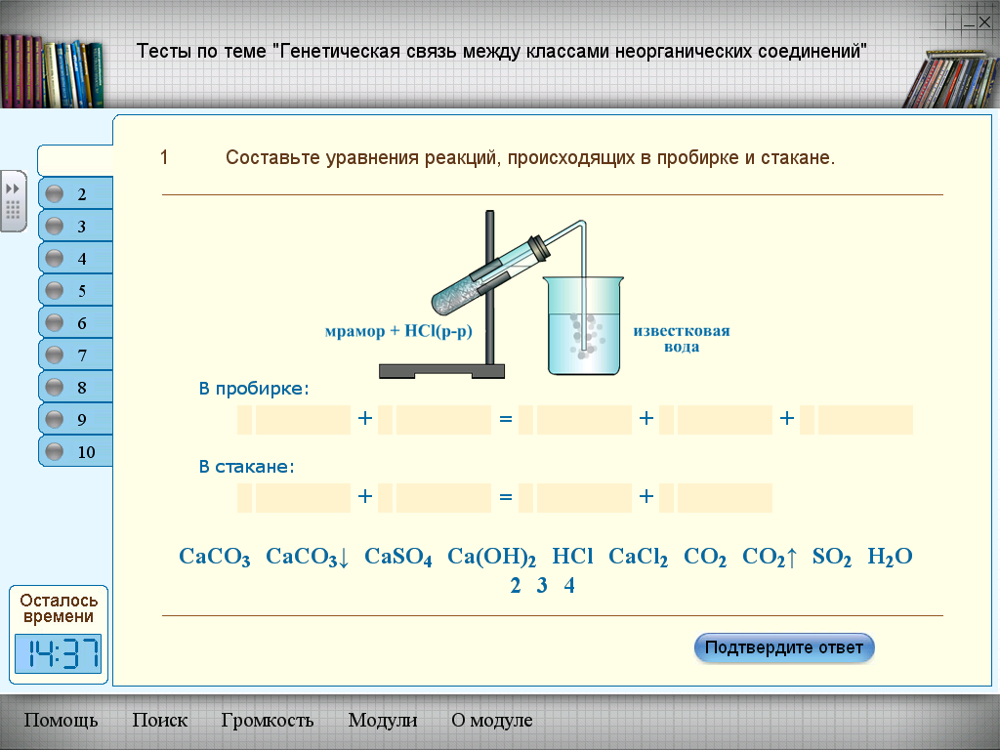 Тесты по теме "Генетическая связь между классами неорганических соединений"
1 Составьте уравнения реакций, происходящих в пробирке и стакане.
2
3
4
5
6
7
8
9
10
мрамор + HCl(р-р)
известковая
вода
В пробирке:
+ = + +
В стакане:
+ = +
CaCO₃ CaCO₃↓ CaSO₄ Ca(OH)₂ HCl CaCl₂ CO₂ CO₂↑ SO₂ H₂O
2 3 4
Осталось
времени
14:37
Подтвердите ответ
Помощь Поиск Громкость Модули О модуле